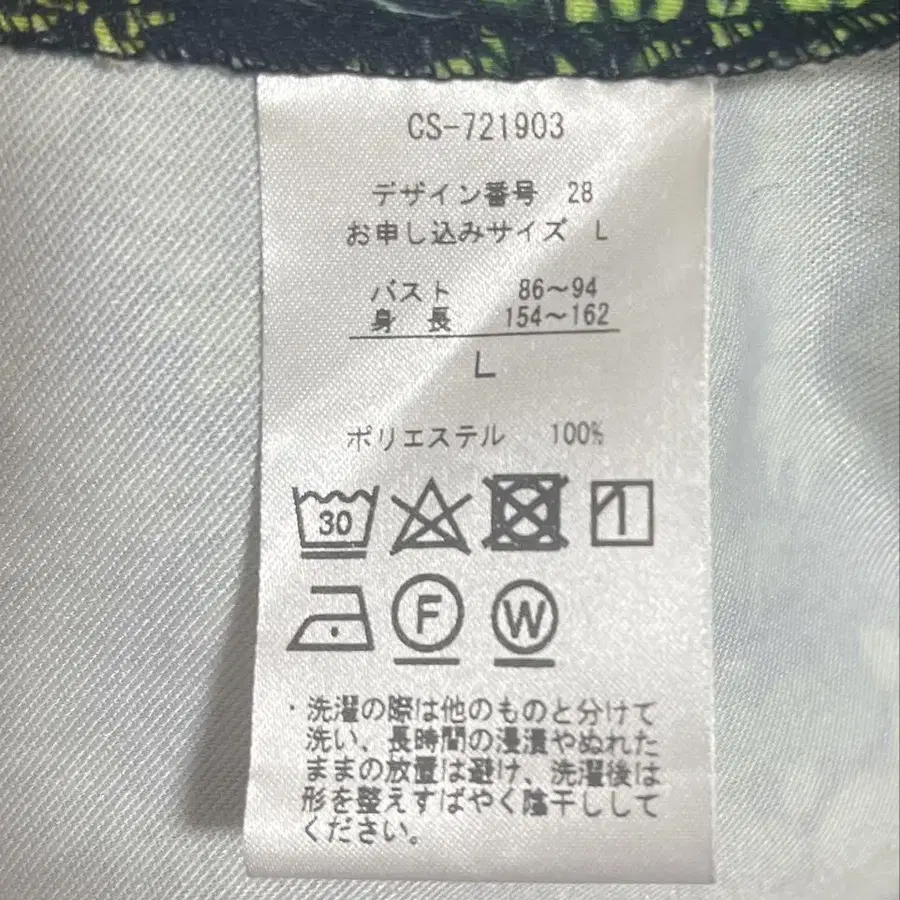 CS-721903
デザイン番号 28
お申し込みサイズ L
バスト 86～94
身 長 154～162
L
ポリエステル 100%
30
F
W
・洗濯の際は他のものと分けて
洗い、長時間の浸漬やぬれた
ままの放置は避け、洗濯後は
形を整えすばやく陰干しして
ください。